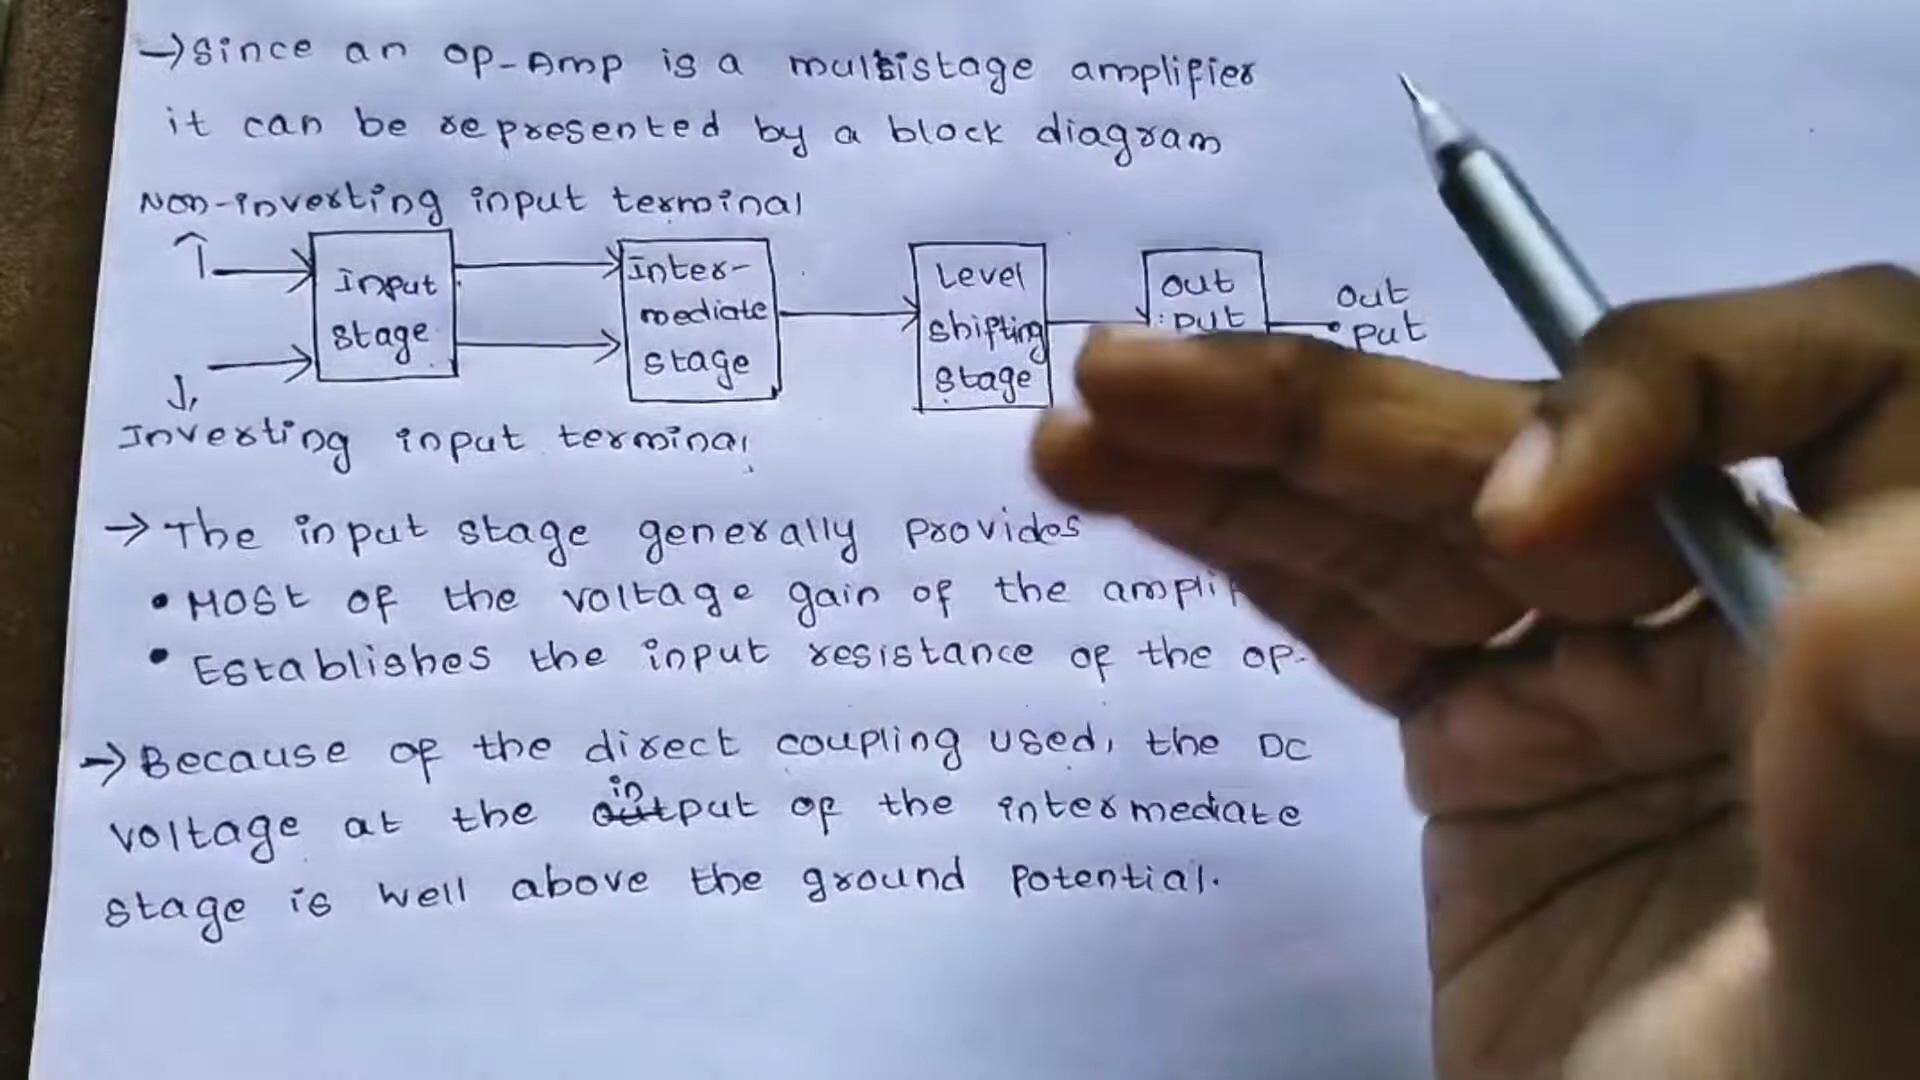 → Since an op-Amp is a multistage amplifier
it can be represented by a block diagram
Non-inverting input terminal
Input
stage
Inter-
mediate
stage
Level
shifting
stage
out
put
out
put
Inverting input terminal
→ The input stage generally provides
• Most of the voltage gain of the
• Establishes the input resistance of the op-
→ Because of the direct coupling used, the DC
voltage at the input of the intermediate
stage is well above the ground potential.